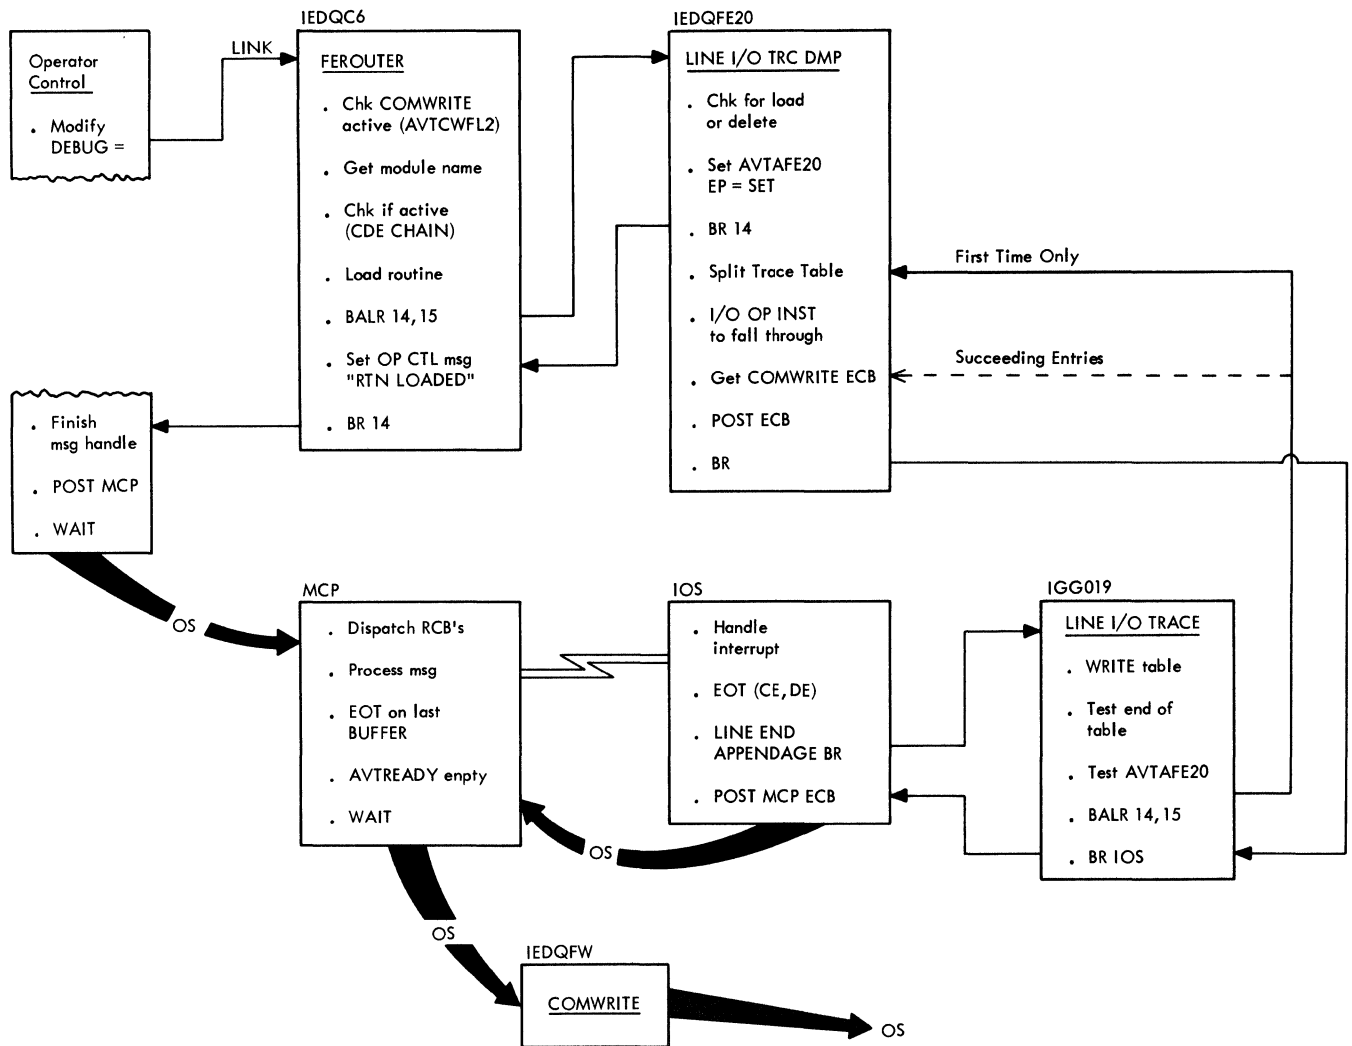 IEDQC6
IEDQFE20
Operator
Control
. Modify
DEBUG =
LINK
FEROUTER
. Chk COMWRITE
active (AVTCWFL2)
. Get module name
. Chk if active
(CDE CHAIN)
. Load routine
. BALR 14,15
. Set OP CTL msg
"RTN LOADED"
. BR 14
LINE I/O TRC DMP
. Chk for load
or delete
. Set AVTAFE20
EP = SET
. BR 14
. Split Trace Table
. I/O OP INST
to fall through
. Get COMWRITE ECB
. POST ECB
. BR
First Time Only
Succeeding Entries
. Finish
msg handle
. POST MCP
. WAIT
OS
MCP
. Dispatch RCB's
. Process msg
. EOT on last
BUFFER
. AVTREADY enpty
. WAIT
IOS
. Handle
interrupt
. EOT (CE,DE)
. LINE END
APPENDAGE BR
. POST MCP ECB
IGG019
LINE I/O TRACE
. WRITE table
. Test end of
table
. Test AVTAFE20
. BALR 14,15
. BR IOS
OS
OS
IEDQFW
COMWRITE
OS